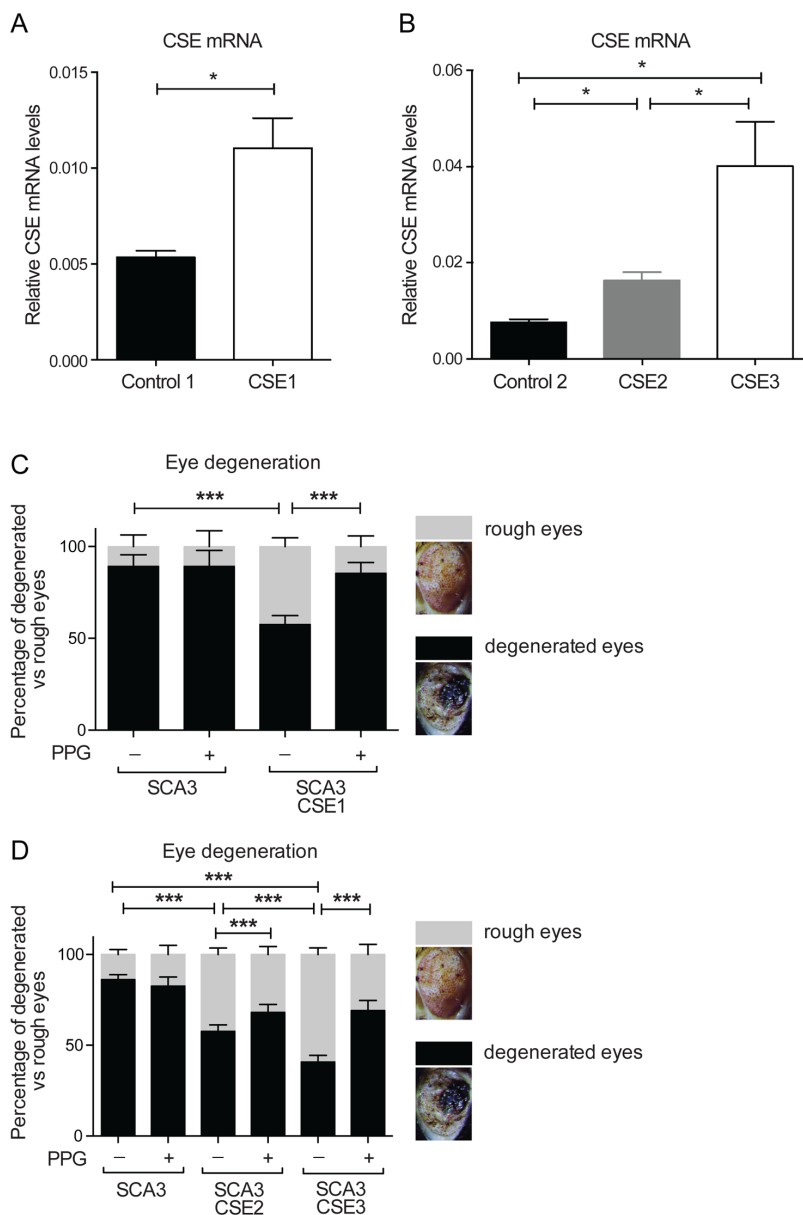 A
CSE mRNA
Relative CSE mRNA levels
0.015
0.010
0.005
0.000
*
Control 1
CSE1
B
CSE mRNA
Relative CSE mRNA levels
0.06
0.04
0.02
0.00
*
*
*
Control 2
CSE2
CSE3
C
Eye degeneration
Percentage of degenerated
vs rough eyes
100
50
0
***
***
PPG
– + – +
SCA3
SCA3
CSE1
rough eyes
degenerated eyes
D
Eye degeneration
Percentage of degenerated
vs rough eyes
100
50
0
***
*** *** ***
***
PPG
– + – + – +
SCA3
SCA3
CSE2
SCA3
CSE3
rough eyes
degenerated eyes